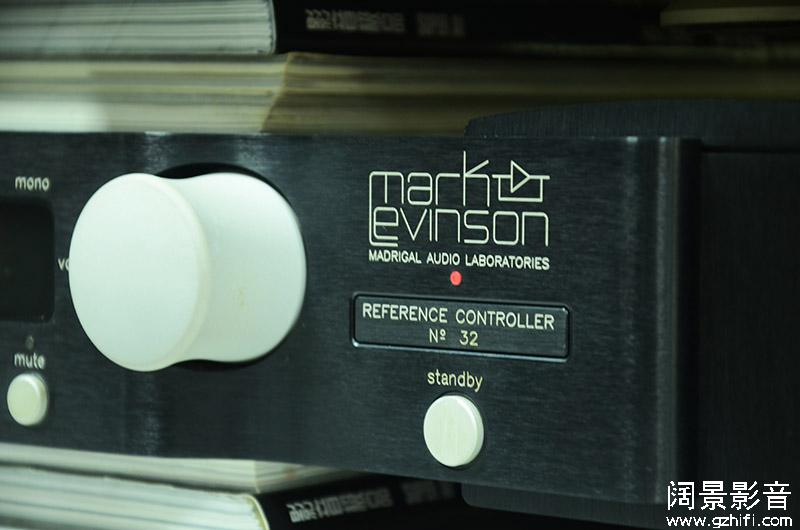 mono
mark
levinson
MADRIGAL AUDIO LABORATORIES
REFERENCE CONTROLLER
Nº 32
mute
standby
阔景影音
www.gzhifi.com